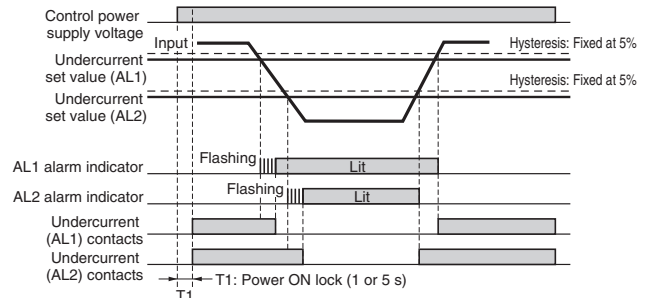 Control power
supply voltage
Input
Hysteresis: Fixed at 5%
Undercurrent
set value (AL1)
Hysteresis: Fixed at 5%
Undercurrent
set value (AL2)
Flashing
AL1 alarm indicator
Lit
Flashing
AL2 alarm indicator
Lit
Undercurrent
(AL1) contacts
Undercurrent
(AL2) contacts
T1: Power ON lock (1 or 5 s)
T1